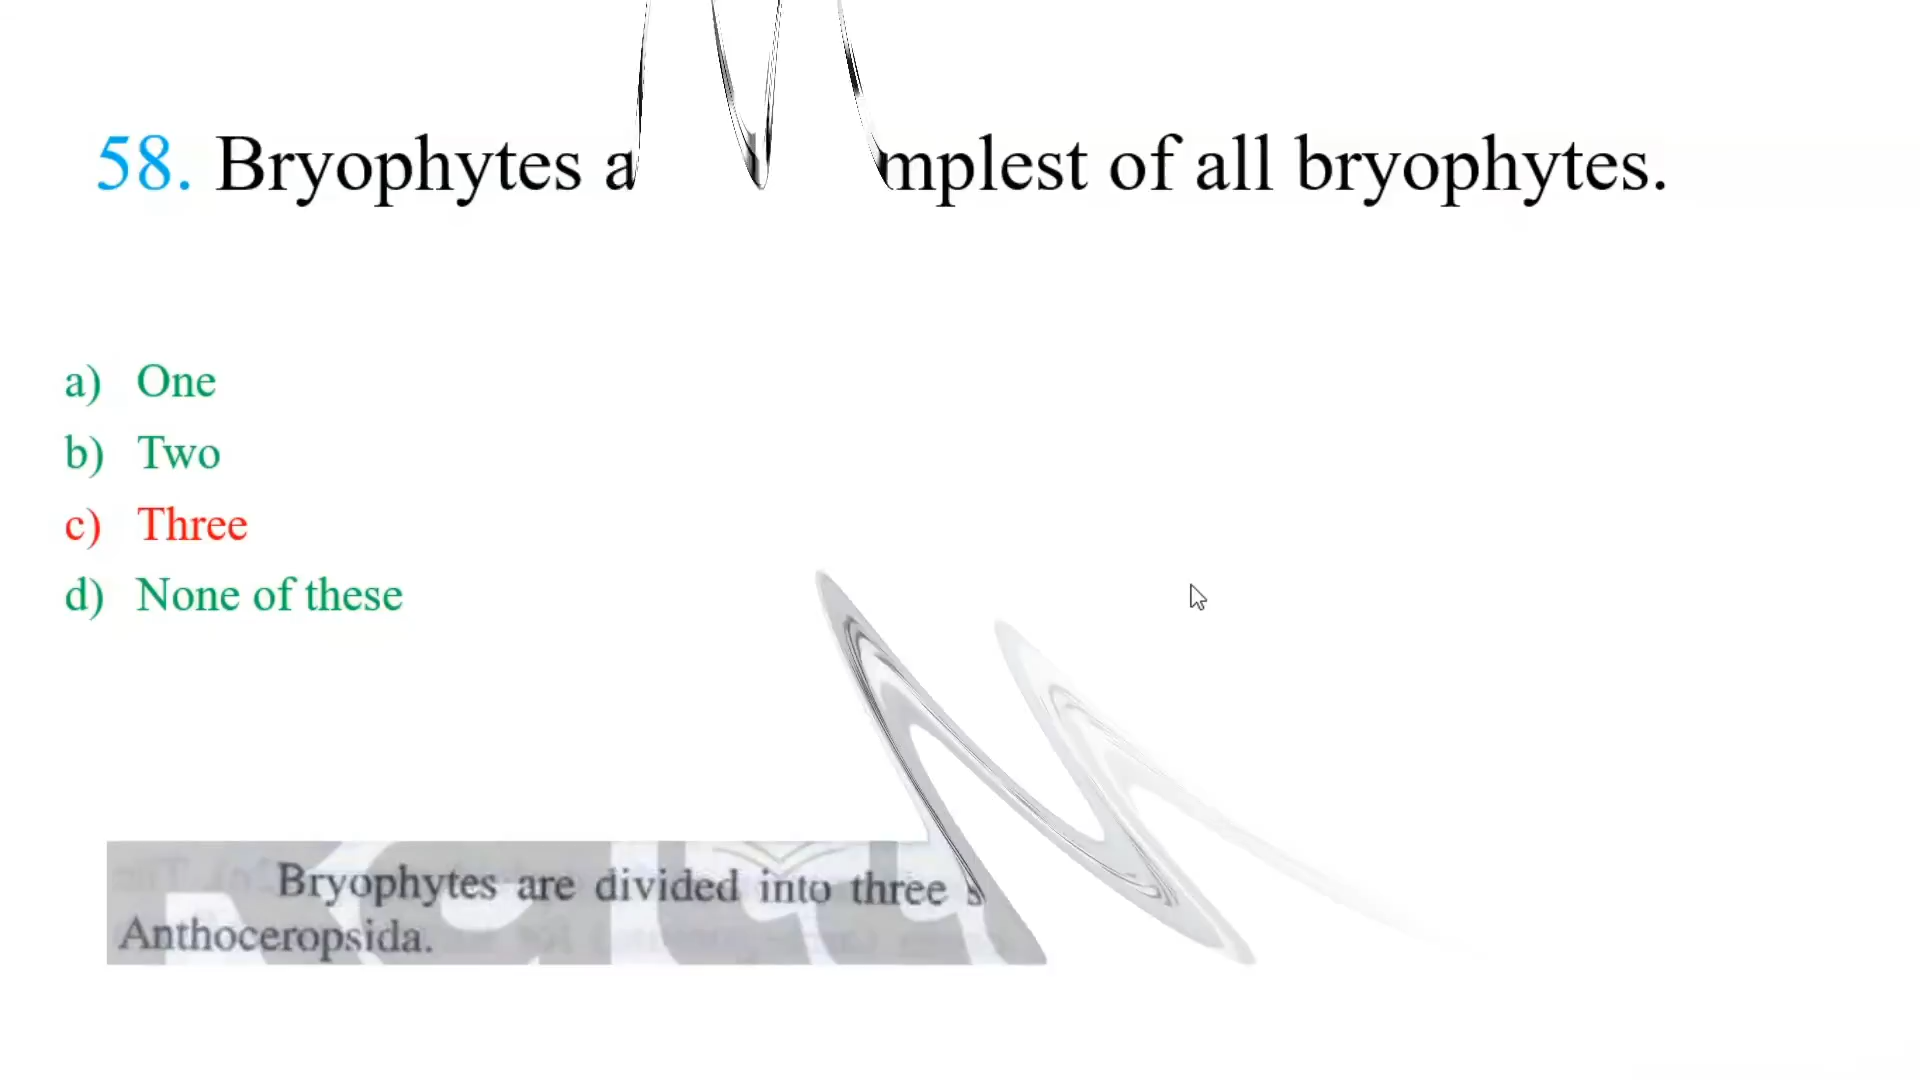 58. Bryophytes a mplest of all bryophytes.
a) One
b) Two
c) Three
d) None of these
Bryophytes are divided into three
Anthoceropsida.